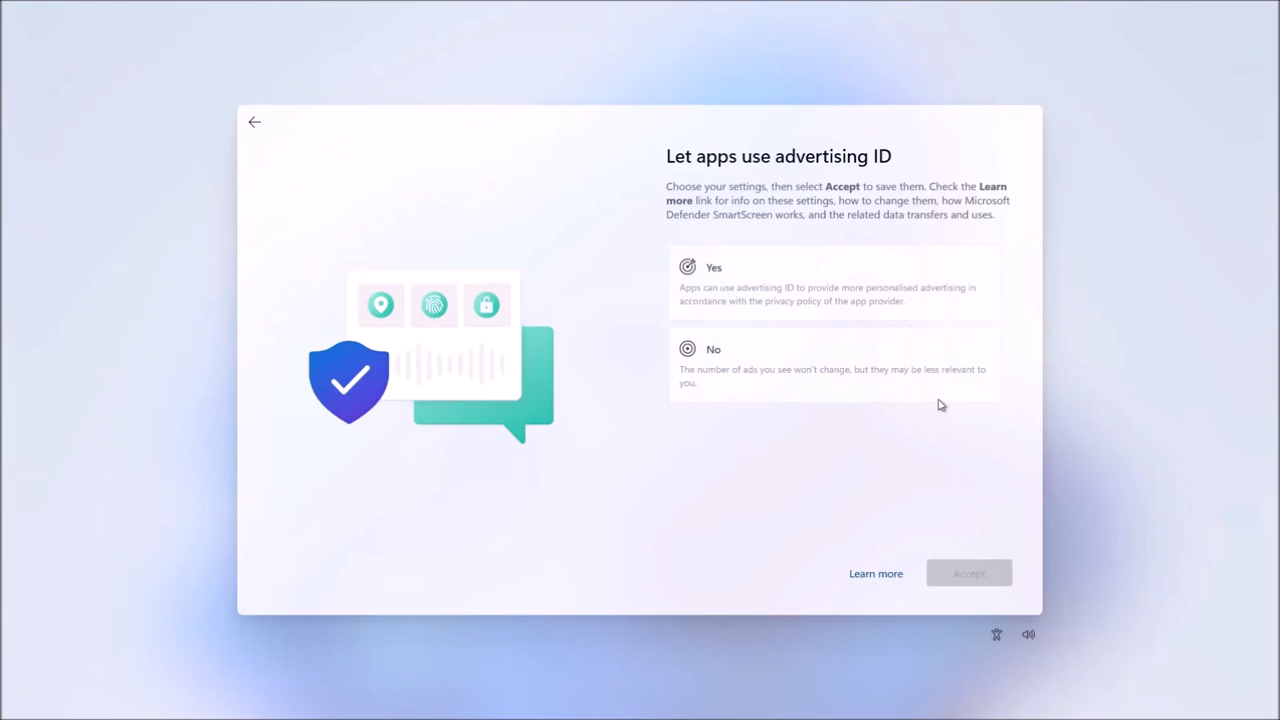 Let apps use advertising ID
Choose your settings, then select Accept to save them. Check the Learn
more link for info on these settings, how to change them, how Microsoft
Defender SmartScreen works, and the related data transfers and uses.
Yes
Apps can use advertising ID to provide more personalised advertising in
accordance with the privacy policy of the app provider.
No
The number of ads you see won't change, but they may be less relevant to
you.
Learn more
Accept